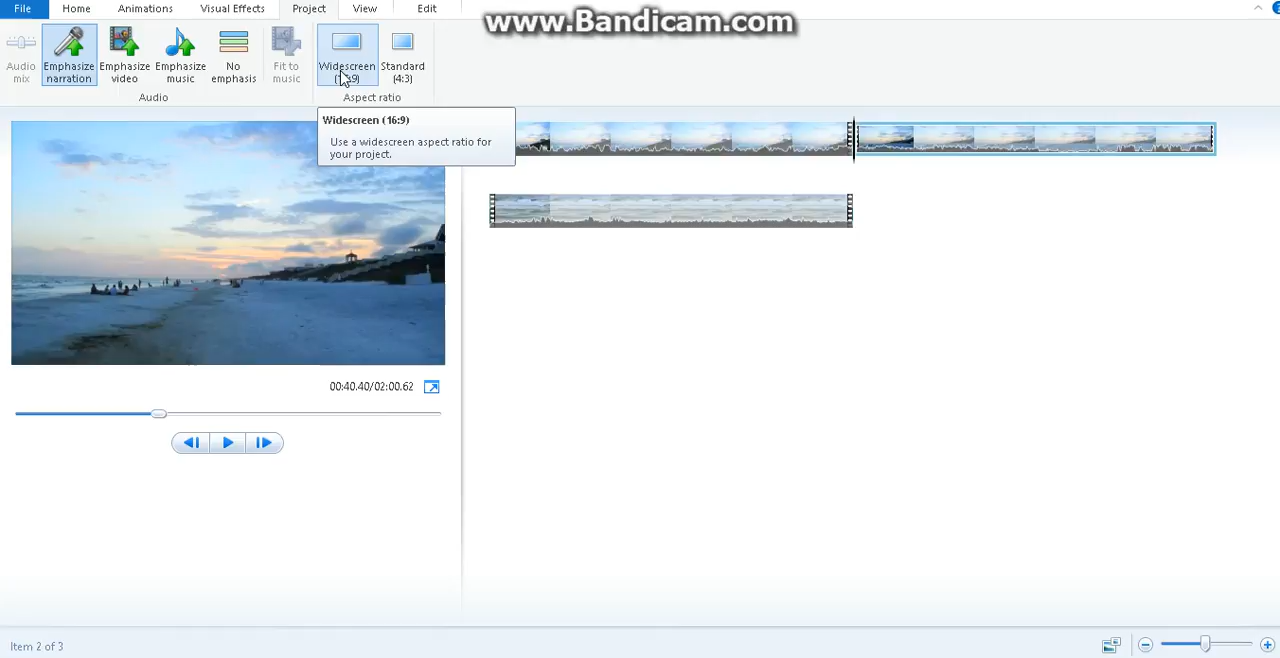 File Home Animations Visual Effects Project View Edit
www.Bandicam.com
Audio mix
Emphasize narration
Emphasize video
Emphasize music
No emphasis
Fit to music
Widescreen
Standard (4:3)
Audio
Aspect ratio
Widescreen (16:9)
Use a widescreen aspect ratio for
your project.
00:40.40/02:00.62
Item 2 of 3